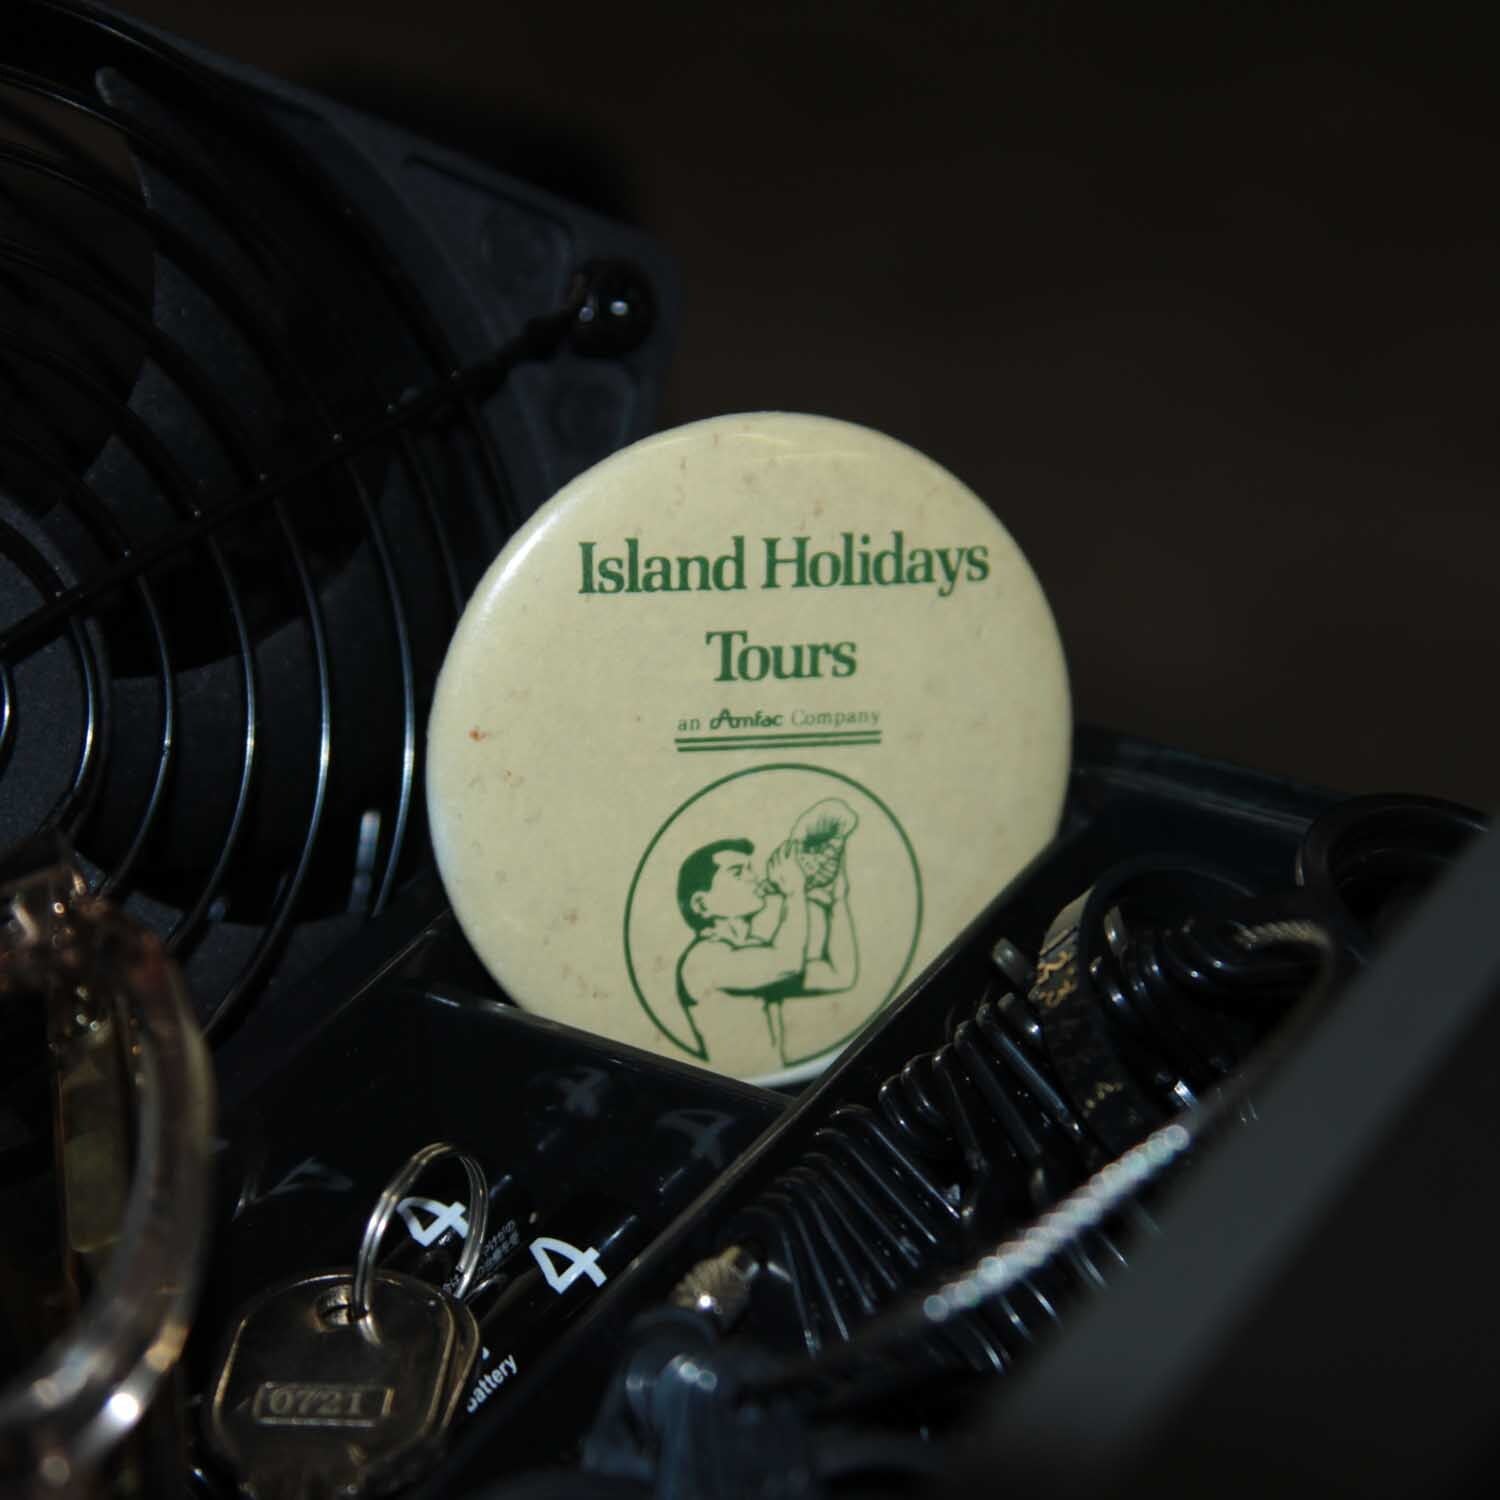 Island Holidays
Tours
an Amfac Company
4
4
battery
0721